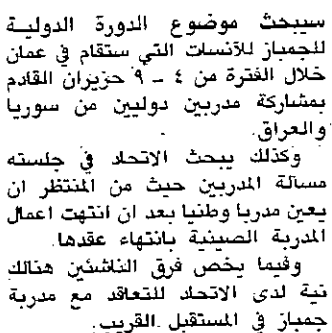 سيبحث موضوع الدورة الدولية
للجمباز للآنسات التي ستقام في عمان
خلال الفترة من ٤ - ٩ حزيران القادم
بمشاركة مدربين دوليين من سوريا
والعراق.
وكذلك يبحث الاتحاد في جلسته
مسألة المدربين حيث من المنتظر ان
يعين مدربا وطنيا بعد ان انتهت اعمال
المدربة الصينية بانتهاء عقدها.
وفيما يخص فرق الناشئين هنالك
نية لدى الاتحاد للتعاقد مع مدربة
جمباز في المستقبل القريب.